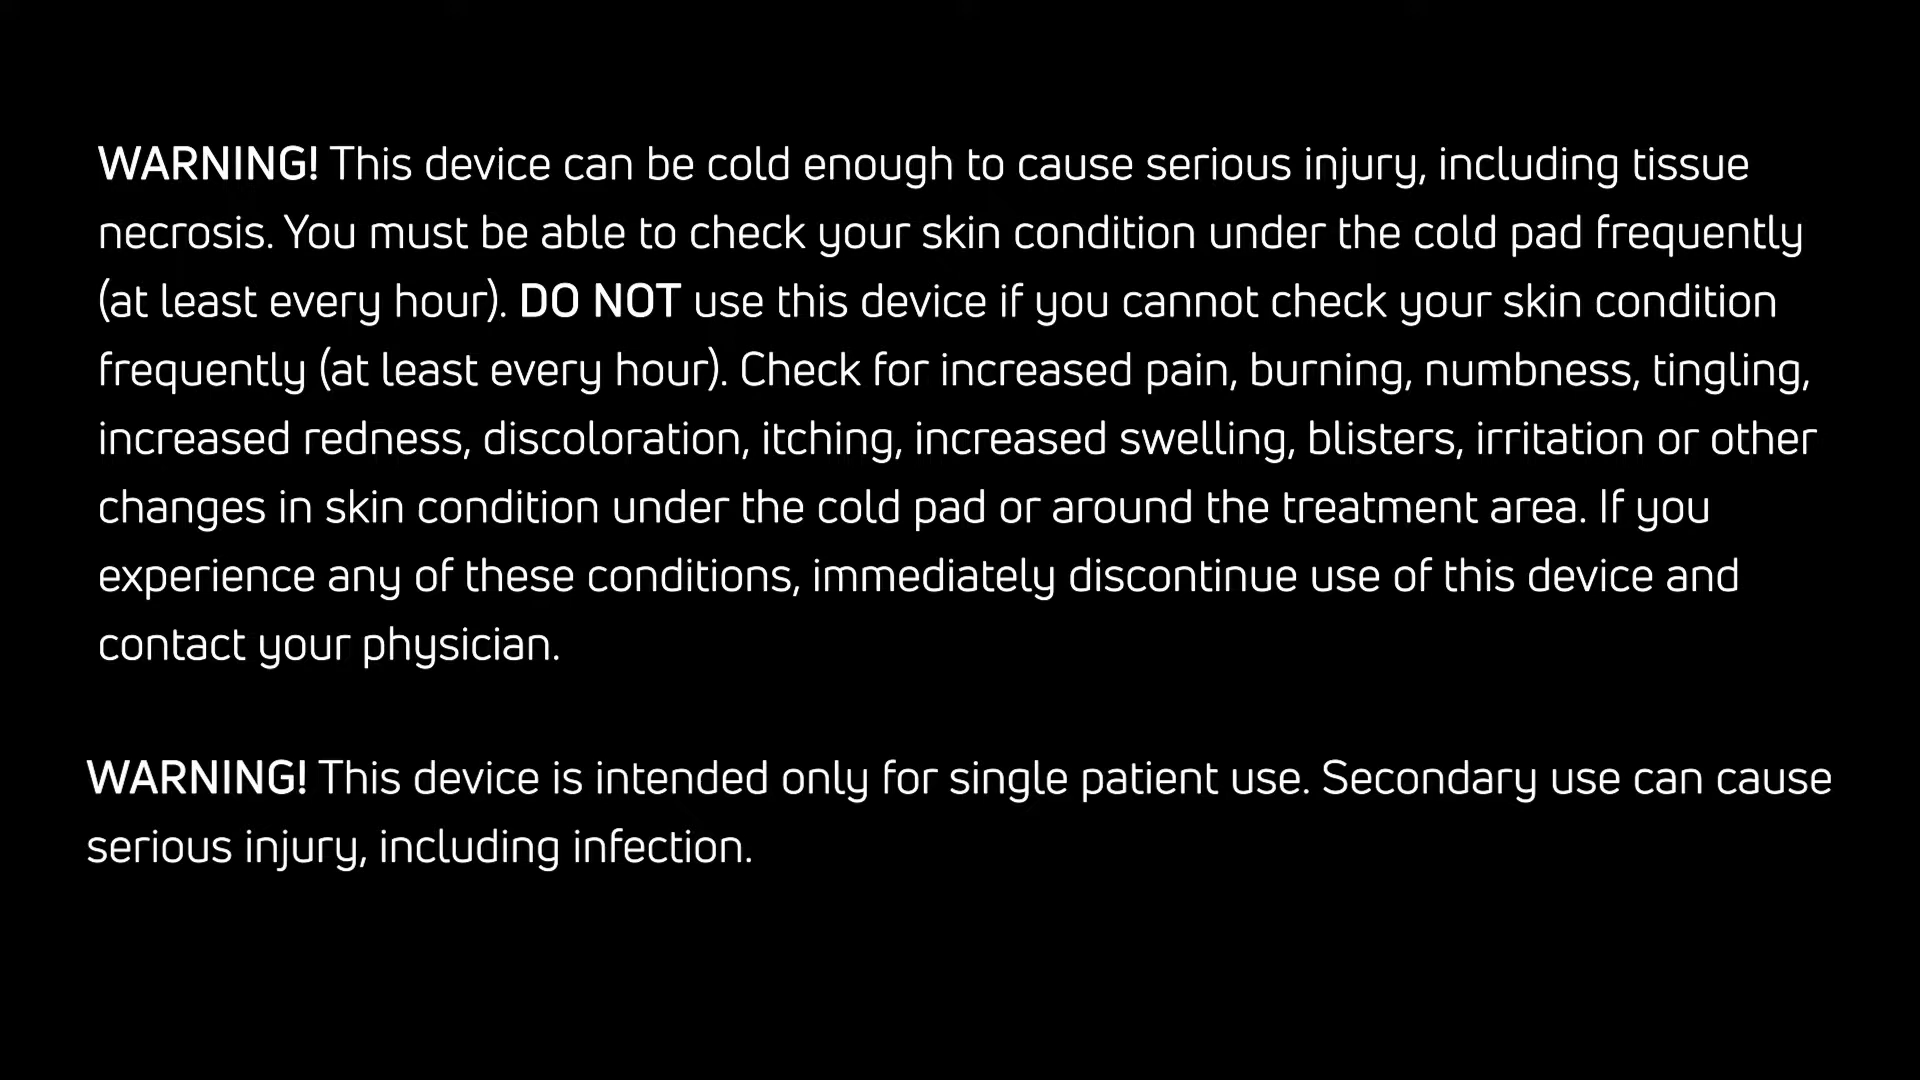 WARNING! This device can be cold enough to cause serious injury, including tissue
necrosis. You must be able to check your skin condition under the cold pad frequently
(at least every hour). DO NOT use this device if you cannot check your skin condition
frequently (at least every hour). Check for increased pain, burning, numbness, tingling,
increased redness, discoloration, itching, increased swelling, blisters, irritation or other
changes in skin condition under the cold pad or around the treatment area. If you
experience any of these conditions, immediately discontinue use of this device and
contact your physician.
WARNING! This device is intended only for single patient use. Secondary use can cause
serious injury, including infection.